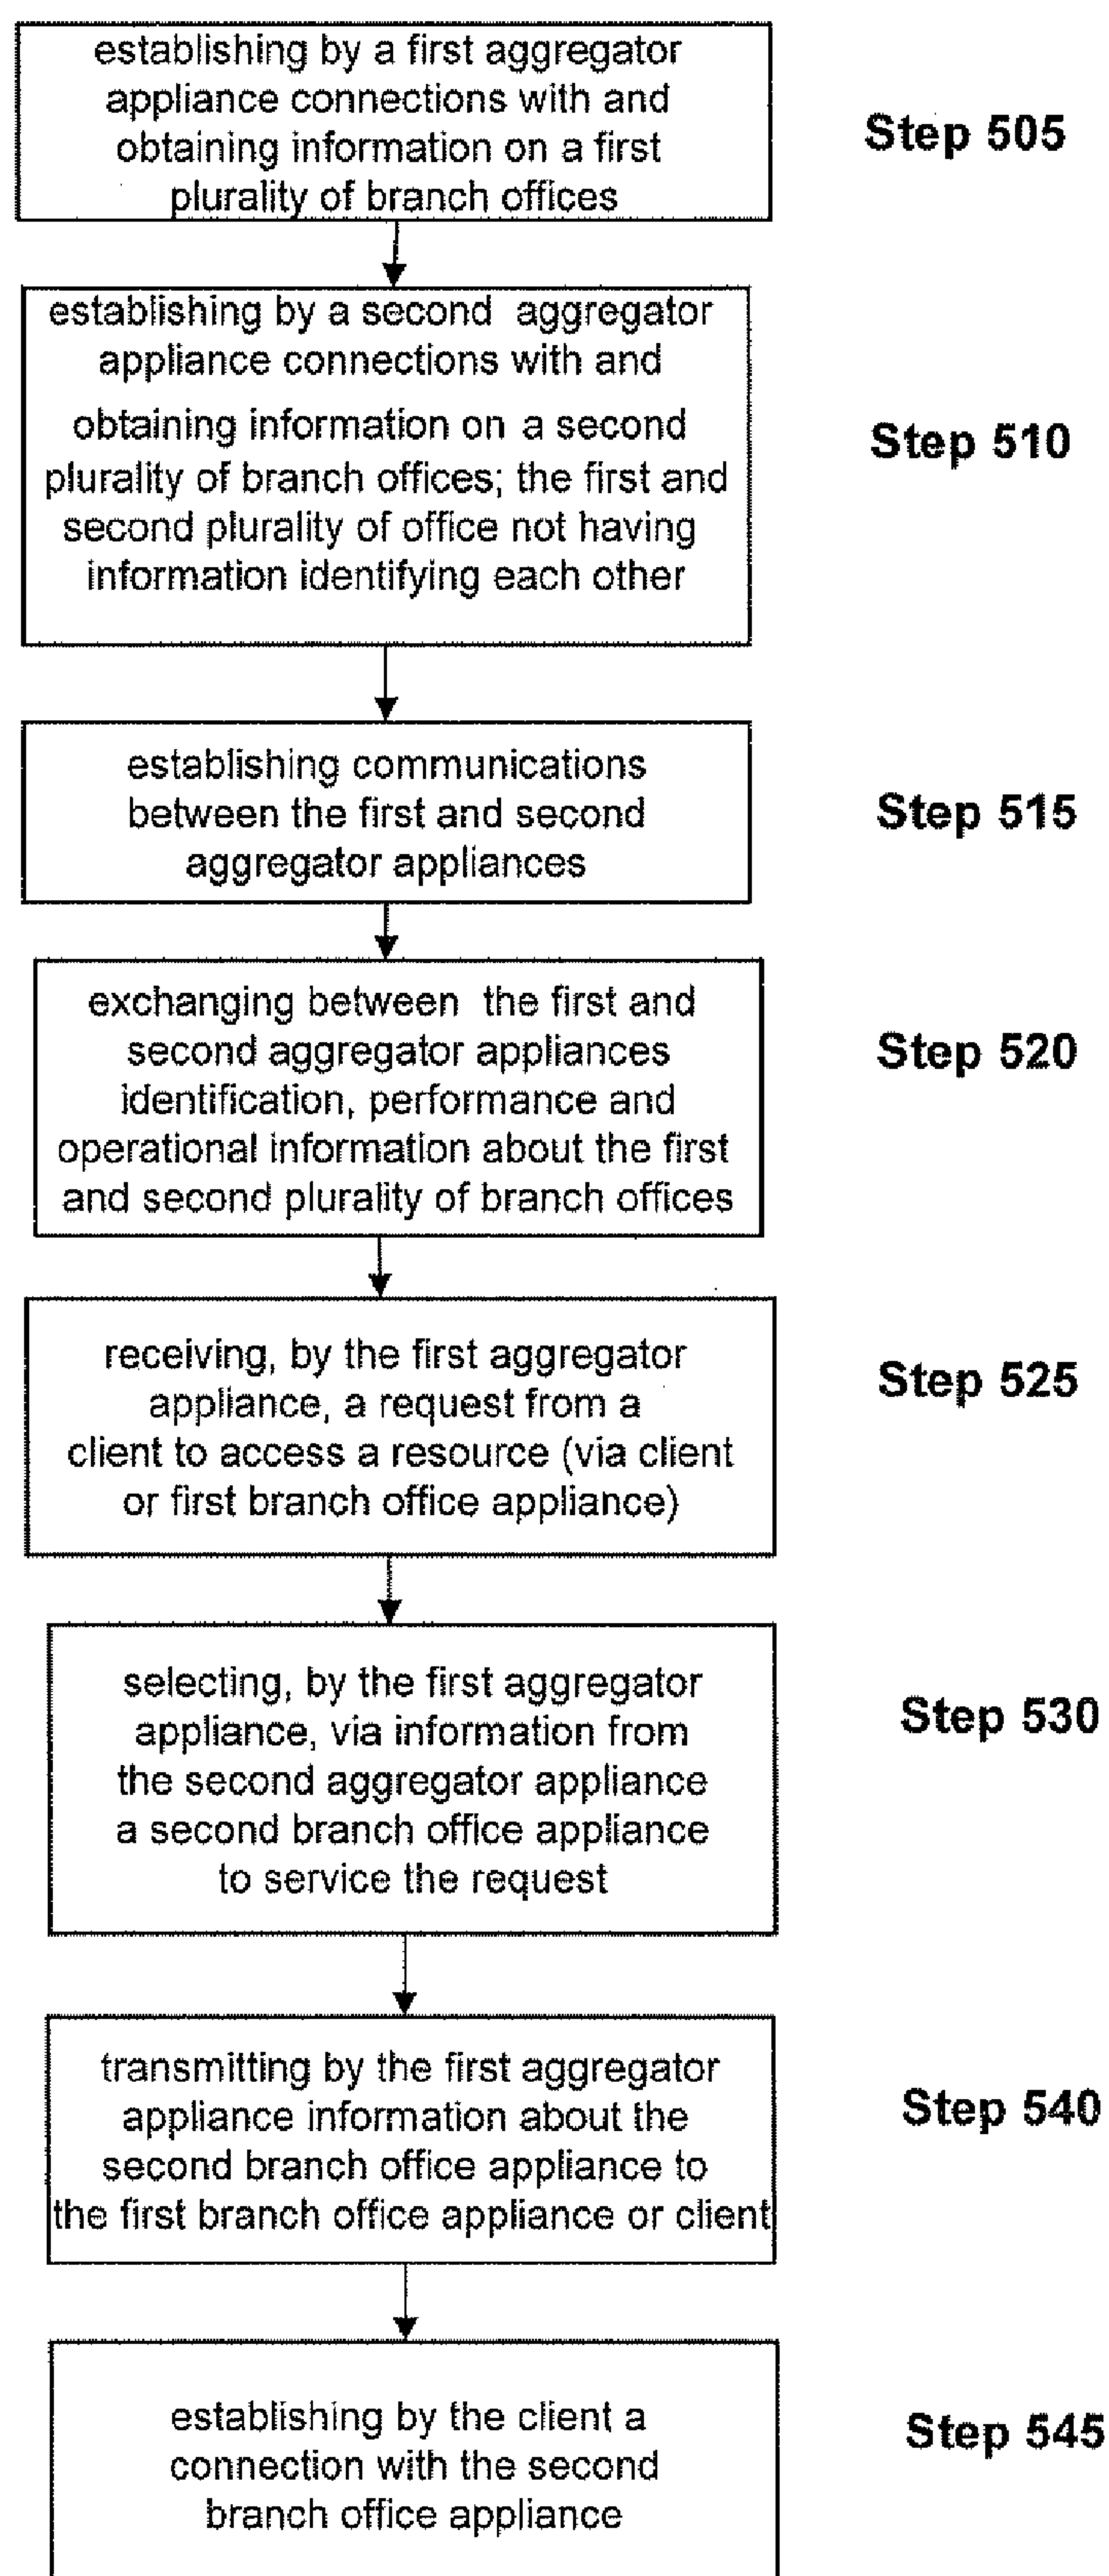 establishing by a first aggregator
appliance connections with and
obtaining information on a first
plurality of branch offices
Step 505
establishing by a second aggregator
appliance connections with and
obtaining information on a second
plurality of branch offices; the first and
second plurality of office not having
information identifying each other
Step 510
establishing communications
between the first and second
aggregator appliances
Step 515
exchanging between the first and
second aggregator appliances
identification, performance and
operational information about the first
and second plurality of branch offices
Step 520
receiving, by the first aggregator
appliance, a request from a
client to access a resource (via client
or first branch office appliance)
Step 525
selecting, by the first aggregator
appliance, via information from
the second aggregator appliance
a second branch office appliance
to service the request
Step 530
transmitting by the first aggregator
appliance information about the
second branch office appliance to
the first branch office appliance or client
Step 540
establishing by the client a
connection with the second
branch office appliance
Step 545